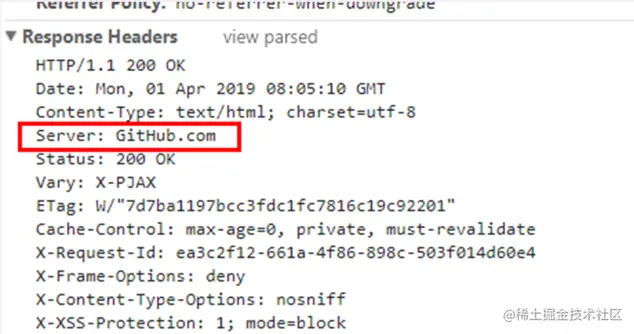 Referrer Policy: no-referrer-when-downgrade
▼ Response Headers view parsed
HTTP/1.1 200 OK
Date: Mon, 01 Apr 2019 08:05:10 GMT
Content-Type: text/html; charset=utf-8
Server: GitHub.com
Status: 200 OK
Vary: X-PJAX
ETag: W/"7d7ba1197bcc3fdc1fc7816c19c92201"
Cache-Control: max-age=0, private, must-revalidate
X-Request-Id: ea3c2f12-661a-4f86-898c-503f014d60e4
X-Frame-Options: deny
X-Content-Type-Options: nosniff
X-XSS-Protection: 1; mode=block
@稀土掘金技术社区